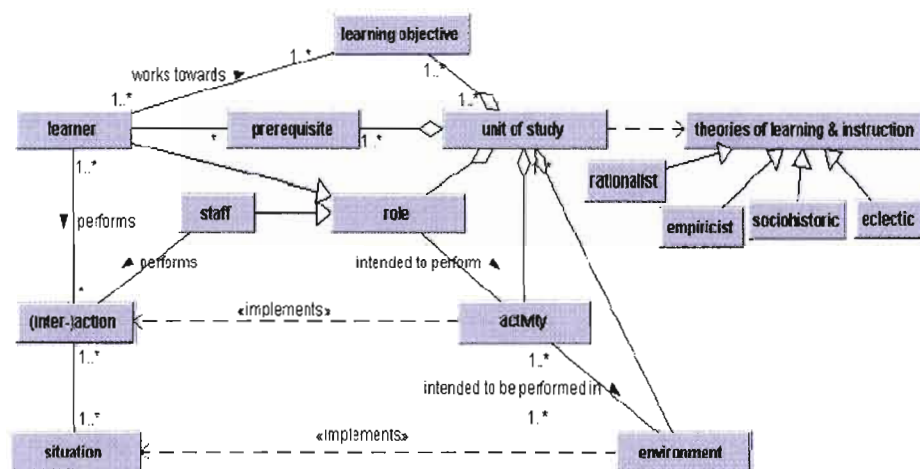 learning objective
1..*
1..*
works towards
1..*
1..*
learner
*
prerequisite
1..*
unit of study
theories of learning & instruction
1..*
*
rationalist
staff
role
empiricist
sociohistoric
eclectic
performs
performs
intended to perform
*
«implements»
(inter-)action
activity
1..*
1..*
intended to be performed in
1..*
1..*
«implements»
situation
environment